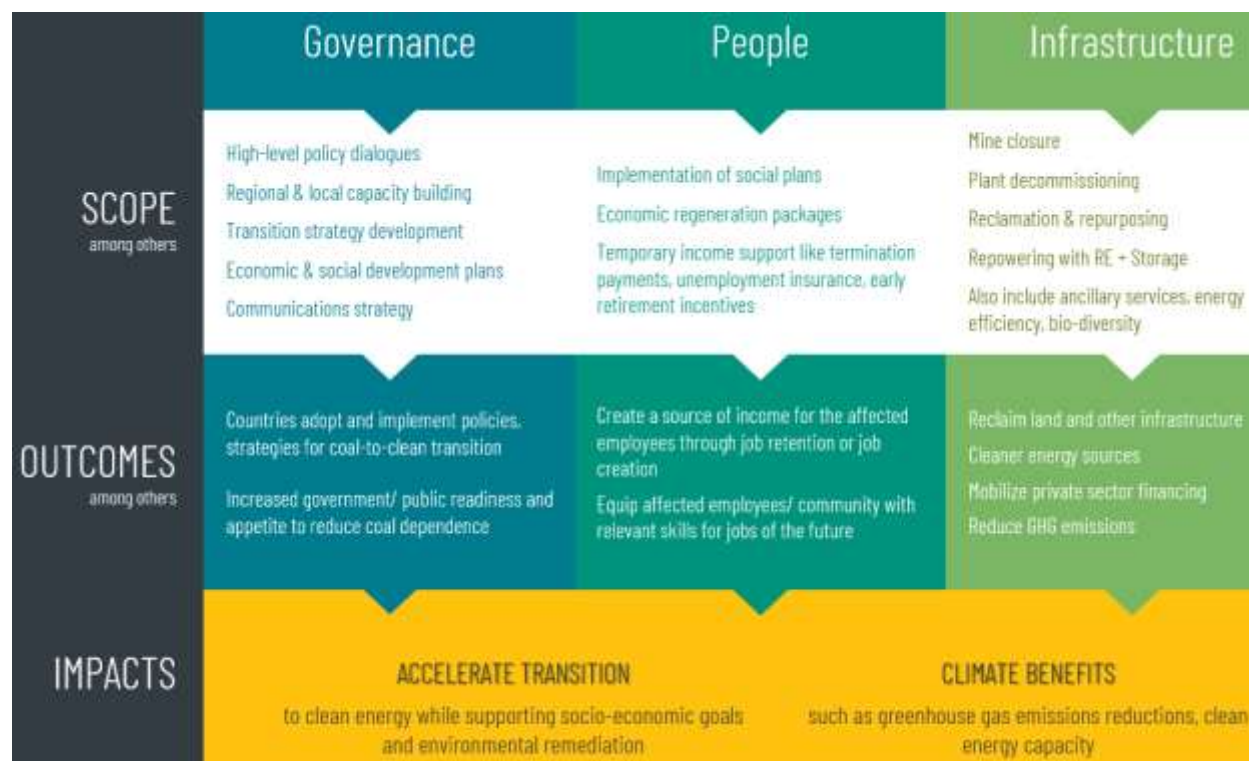 Governance
People
Infrastructure
SCOPE
among others
High-level policy dialogues
Regional & local capacity building
Transition strategy development
Economic & social development plans
Communications strategy
Implementation of social plans
Economic regeneration packages
Temporary income support like termination
payments, unemployment insurance, early
retirement incentives
Mine closure
Plant decommissioning
Reclamation & repurposing
Repowering with RE + Storage
Also include ancillary services, energy
efficiency, bio-diversity
OUTCOMES
among others
Countries adopt and implement policies,
strategies for coal-to-clean transition
Increased government/ public readiness and
appetite to reduce coal dependence
Create a source of income for the affected
employees through job retention or job
creation
Equip affected employees/ community with
relevant skills for jobs of the future
Reclaim land and other infrastructure
Cleaner energy sources
Mobilize private sector financing
Reduce GHG emissions
IMPACTS
ACCELERATE TRANSITION
to clean energy while supporting socio-economic goals
and environmental remediation
CLIMATE BENEFITS
such as greenhouse gas emissions reductions, clean
energy capacity